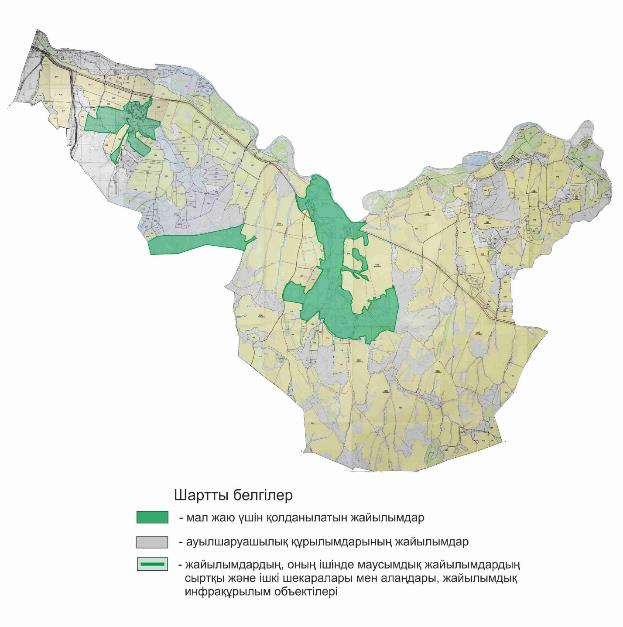 Шартты белгілер
- мал жаю үшін қолданылатын жайылымдар
- ауылшаруашылық құрылымдарының жайылымдар
- жайылымдардың, оның ішінде маусымдық жайылымдардың
сыртқы және ішкі шекаралары мен алаңдары, жайылымдық
инфрақұрылым объектілері